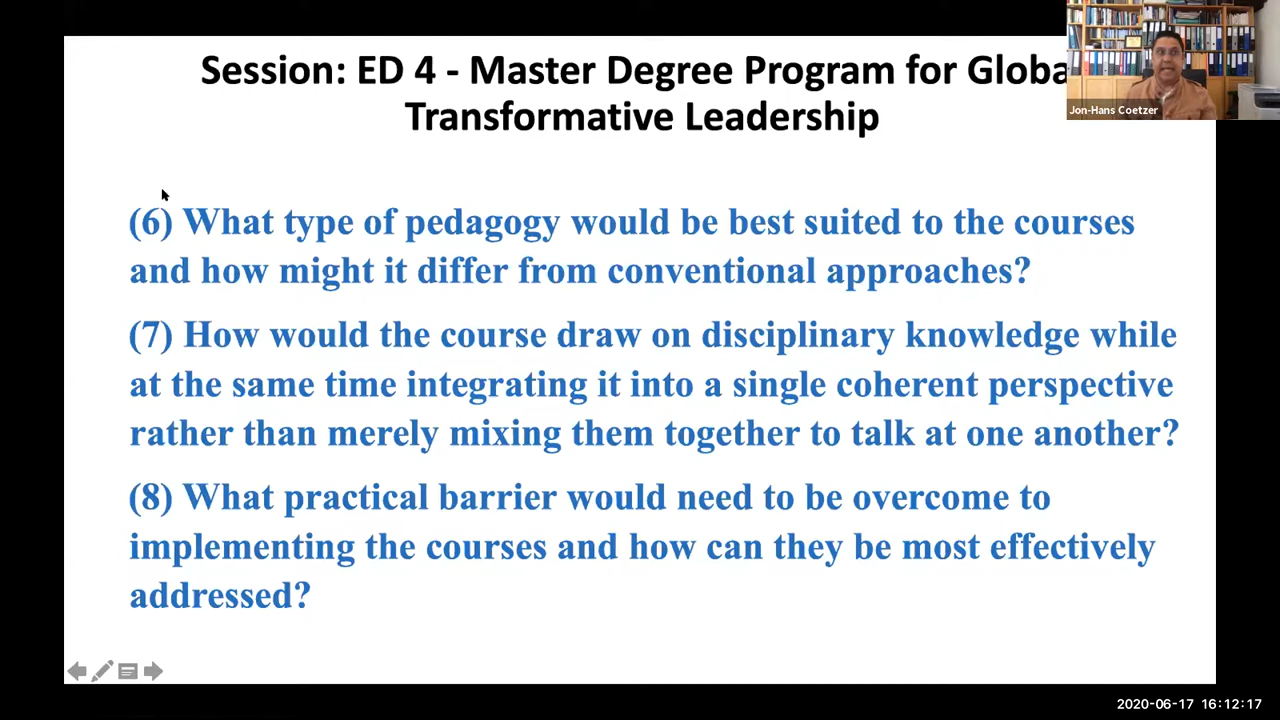 Session: ED 4 - Master Degree Program for Globa
Transformative Leadership
Jon-Hans Coetzer
(6) What type of pedagogy would be best suited to the courses
and how might it differ from conventional approaches?
(7) How would the course draw on disciplinary knowledge while
at the same time integrating it into a single coherent perspective
rather than merely mixing them together to talk at one another?
(8) What practical barrier would need to be overcome to
implementing the courses and how can they be most effectively
addressed?
2020-06-17 16:12:17